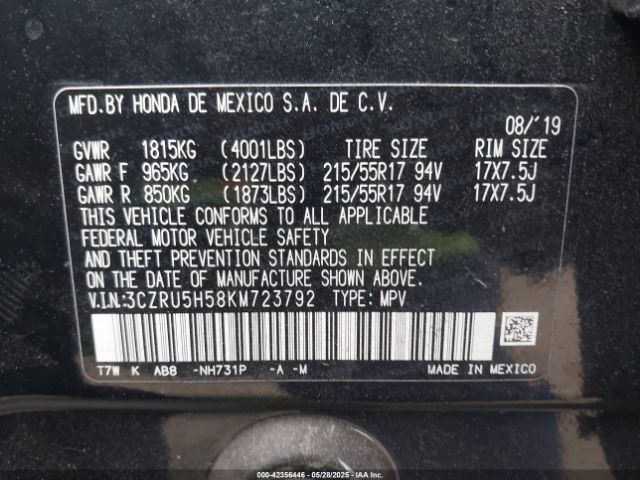 MFD.BY HONDA DE MEXICO S.A. DE C.V.
08/'19
GVWR 1815KG (4001LBS) TIRE SIZE RIM SIZE
GAWR F 965KG (2127LBS) 215/55R17 94V 17X7.5J
GAWR R 850KG (1873LBS) 215/55R17 94V 17X7.5J
THIS VEHICLE CONFORMS TO ALL APPLICABLE
FEDERAL MOTOR VEHICLE SAFETY
AND THEFT PREVENTION STANDARDS IN EFFECT
ON THE DATE OF MANUFACTURE SHOWN ABOVE.
V.I.N.:3CZRU5H58KM723792 TYPE: MPV
T7W K AB8 -NH731P -A -M MADE IN MEXICO
000-42356446 - 05/28/2025 - IAA Inc. - Copyright